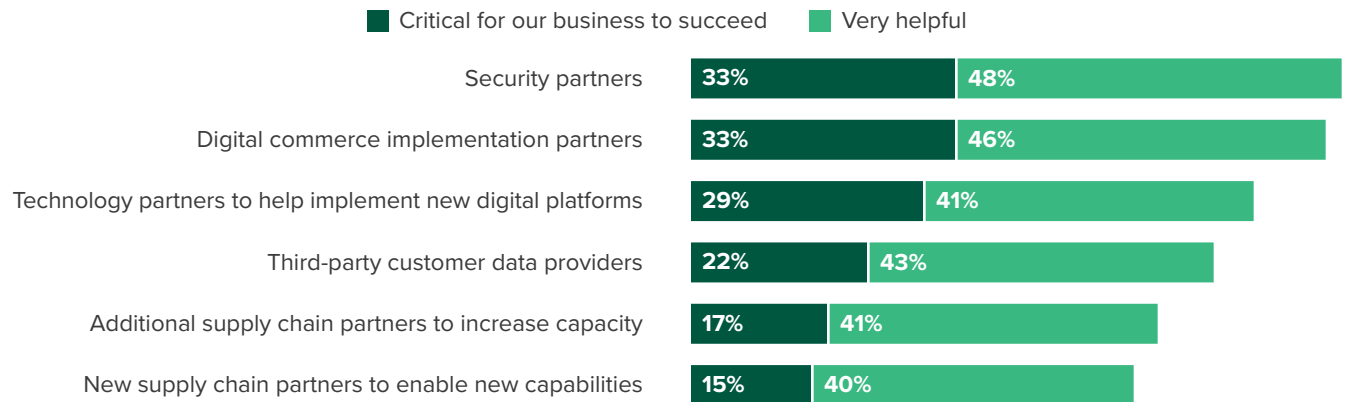 Critical for our business to succeed Very helpful
Security partners 33% 48%
Digital commerce implementation partners 33% 46%
Technology partners to help implement new digital platforms 29% 41%
Third-party customer data providers 22% 43%
Additional supply chain partners to increase capacity 17% 41%
New supply chain partners to enable new capabilities 15% 40%